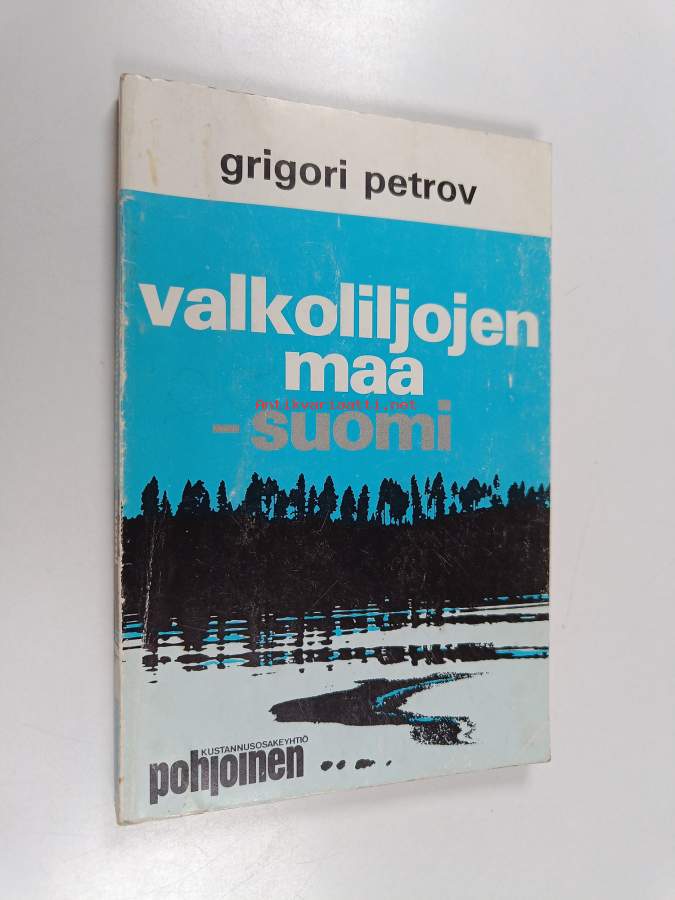 grigori petrov
valkoliljojen
maa
Antikvariaatti.net
- suomi
KUSTANNUSOSAKEYHTIÖ
pohjoinen